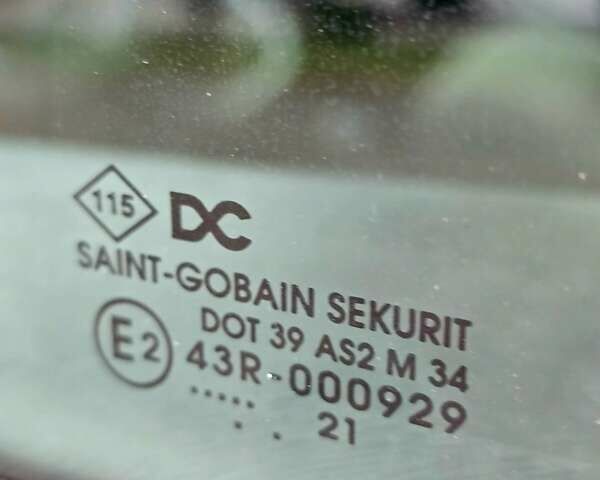 115 DC
SAINT-GOBAIN SEKURIT
DOT 39 AS2 M 34
E2 43R-000929
..... 
. . 21